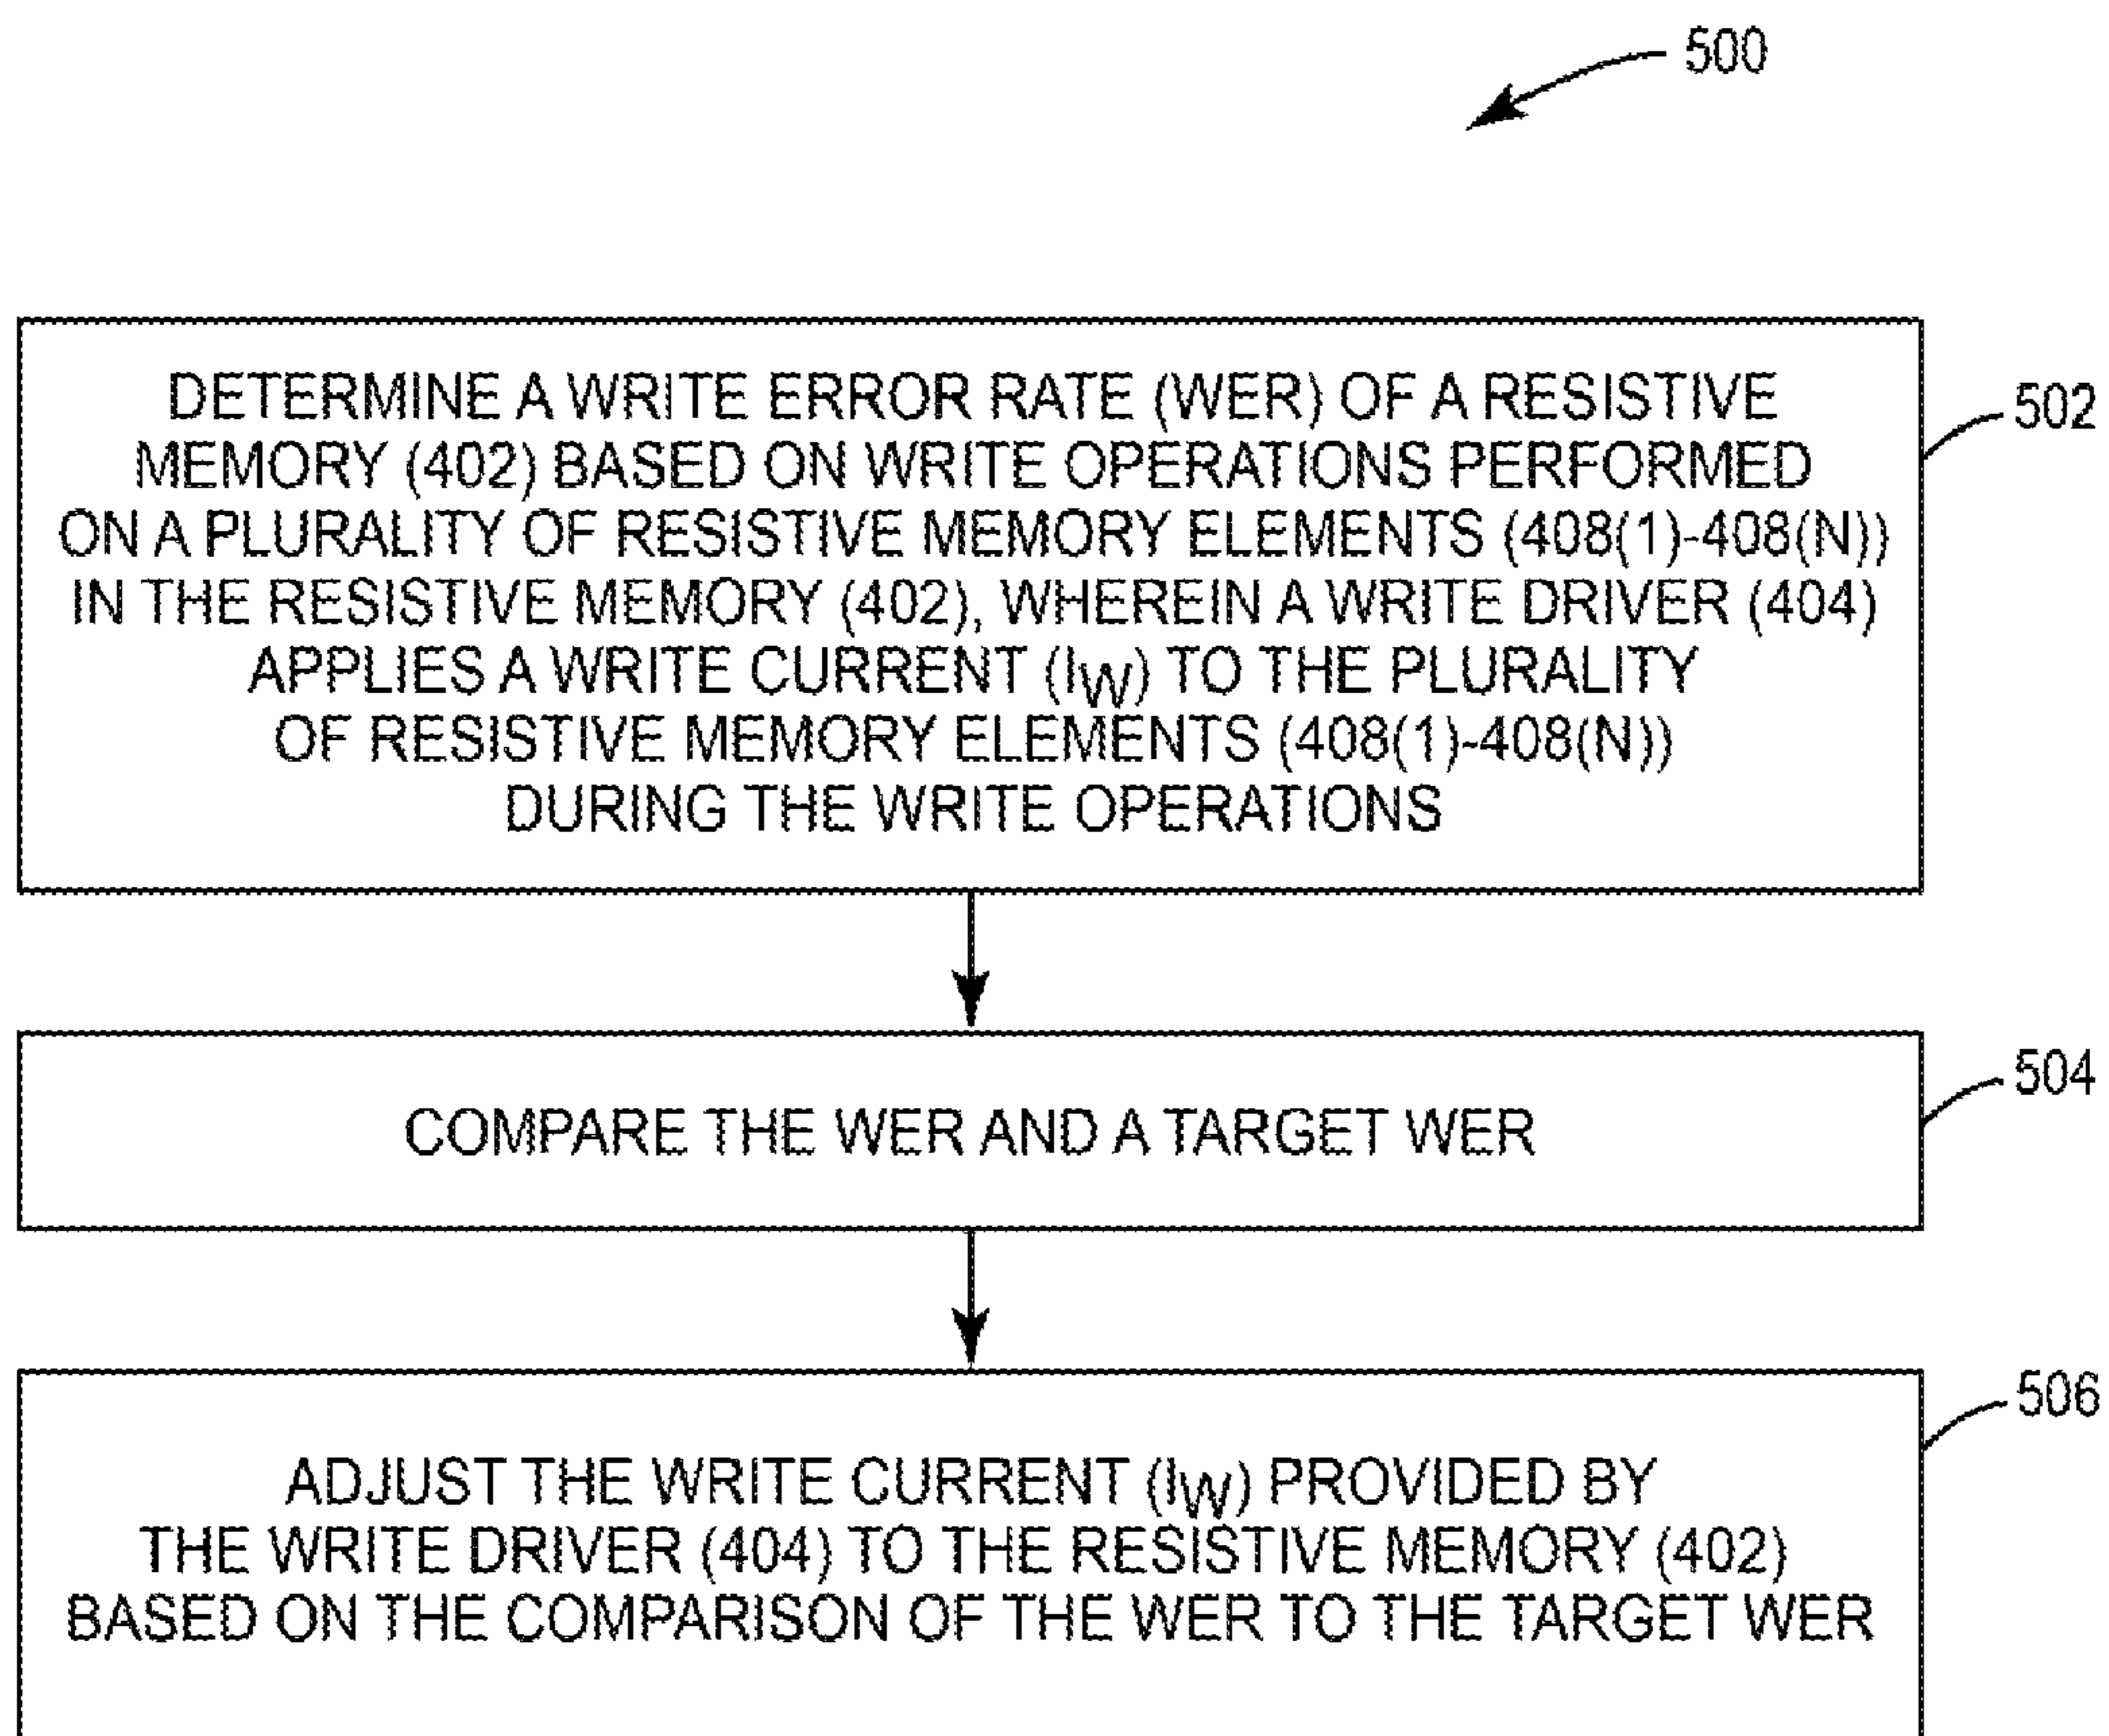 500
DETERMINE A WRITE ERROR RATE (WER) OF A RESISTIVE
MEMORY (402) BASED ON WRITE OPERATIONS PERFORMED
ON A PLURALITY OF RESISTIVE MEMORY ELEMENTS (408(1)-408(N))
IN THE RESISTIVE MEMORY (402), WHEREIN A WRITE DRIVER (404)
APPLIES A WRITE CURRENT (IW) TO THE PLURALITY
OF RESISTIVE MEMORY ELEMENTS (408(1)-408(N))
DURING THE WRITE OPERATIONS
502
COMPARE THE WER AND A TARGET WER
504
ADJUST THE WRITE CURRENT (IW) PROVIDED BY
THE WRITE DRIVER (404) TO THE RESISTIVE MEMORY (402)
BASED ON THE COMPARISON OF THE WER TO THE TARGET WER
506